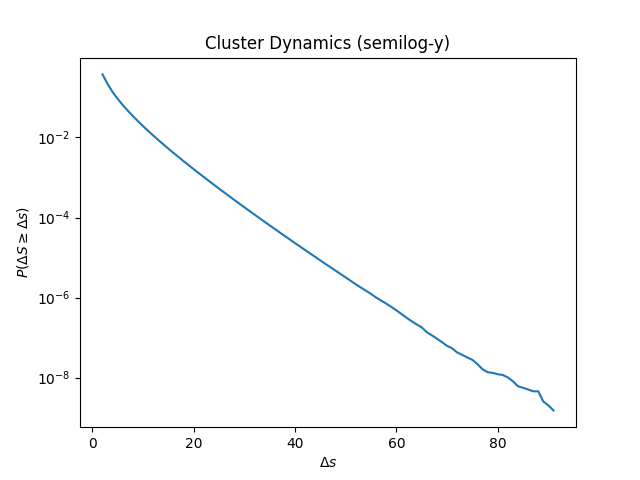 Cluster Dynamics (semilog-y)
10⁻²
10⁻⁴
10⁻⁶
10⁻⁸
P(ΔS ≥ Δs)
0 20 40 60 80
Δs